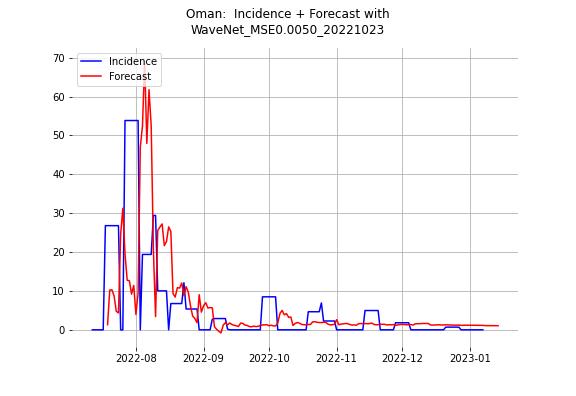 Oman:  Incidence + Forecast with
WaveNet_MSE0.0050_20221023
Incidence
Forecast
70
60
50
40
30
20
10
0
2022-08 2022-09 2022-10 2022-11 2022-12 2023-01